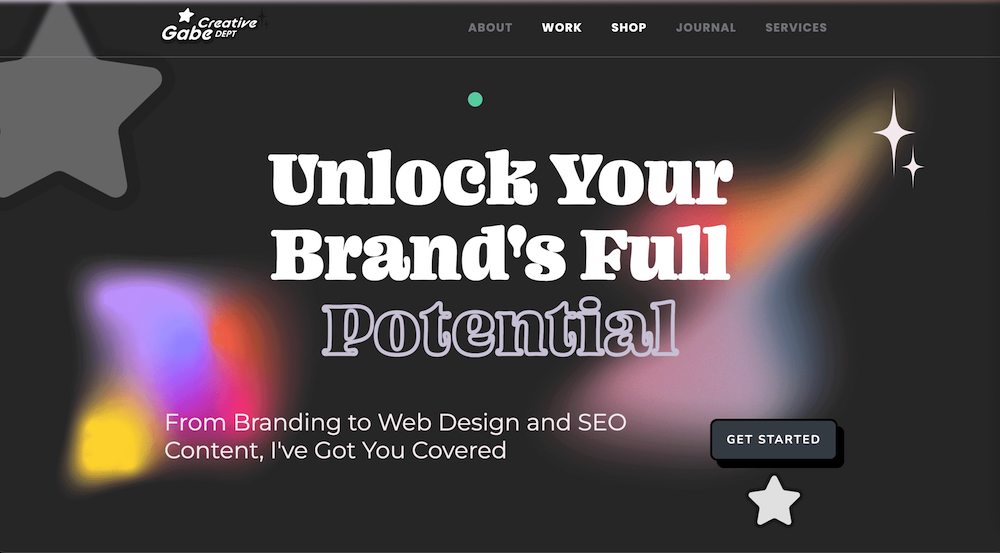 Creative
Gabe DEPT
ABOUT WORK SHOP JOURNAL SERVICES
Unlock Your
Brand's Full
Potential
From Branding to Web Design and SEO
Content, I've Got You Covered
GET STARTED